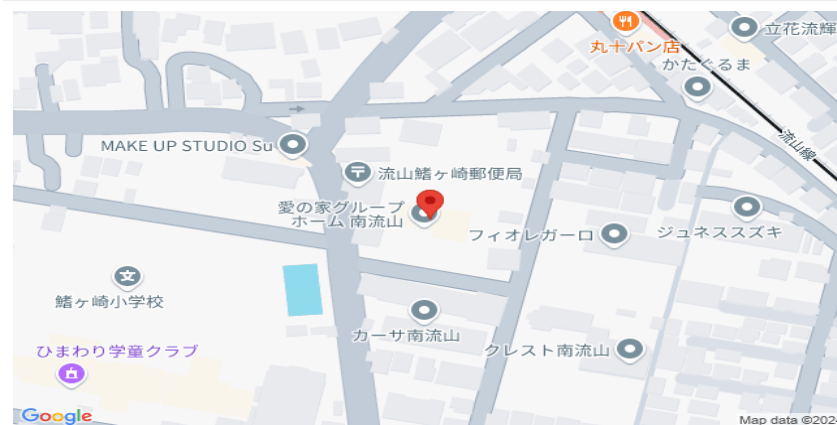 丸十パン店
立花流輝
かたぐるま
流山線
MAKE UP STUDIO Su
流山鰭ヶ崎郵便局
愛の家グループ
ホーム 南流山
フィオレガーロ
ジュネススズキ
鰭ヶ崎小学校
カーサ南流山
ひまわり学童クラブ
クレスト南流山
Google
Map data ©2024